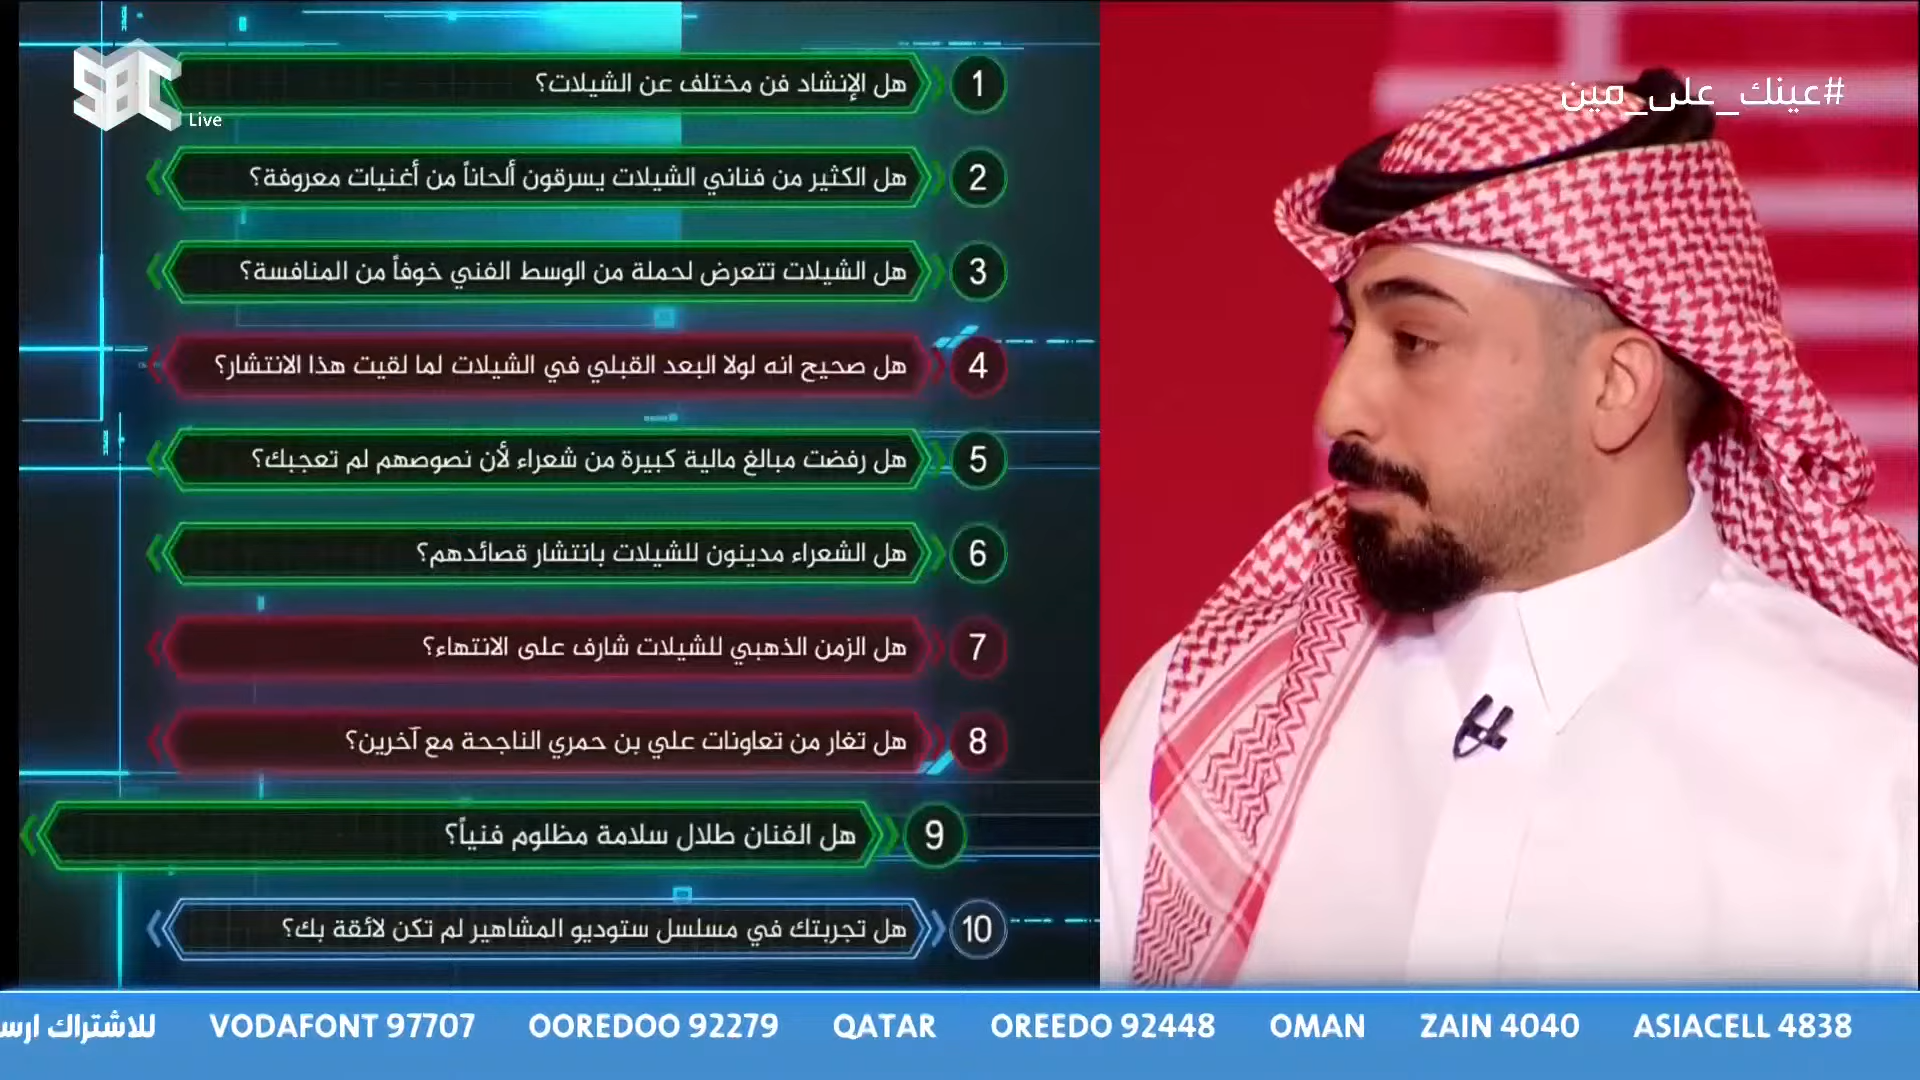 SBC
Live
#عينك_على_مين
1 هل الإنشاد فن مختلف عن الشيلات؟
2 هل الكثير من فناني الشيلات يسرقون ألحاناً من أغنيات معروفة؟
3 هل الشيلات تتعرض لحملة من الوسط الفني خوفاً من المنافسة؟
4 هل صحيح انه لولا البعد القبلي في الشيلات لما لقيت هذا الانتشار؟
5 هل رفضت مبالغ مالية كبيرة من شعراء لأن نصوصهم لم تعجبك؟
6 هل الشعراء مدينون للشيلات بانتشار قصائدهم؟
7 هل الزمن الذهبي للشيلات شارف على الانتهاء؟
8 هل تغار من تعاونات علي بن حمري الناجحة مع آخرين؟
9 هل الفنان طلال سلامة مظلوم فنياً؟
10 هل تجربتك في مسلسل ستوديو المشاهير لم تكن لائقة بك؟
للاشتراك ارس VODAFONT 97707 OOREDOO 92279 QATAR OREEDO 92448 OMAN ZAIN 4040 ASIACELL 4838